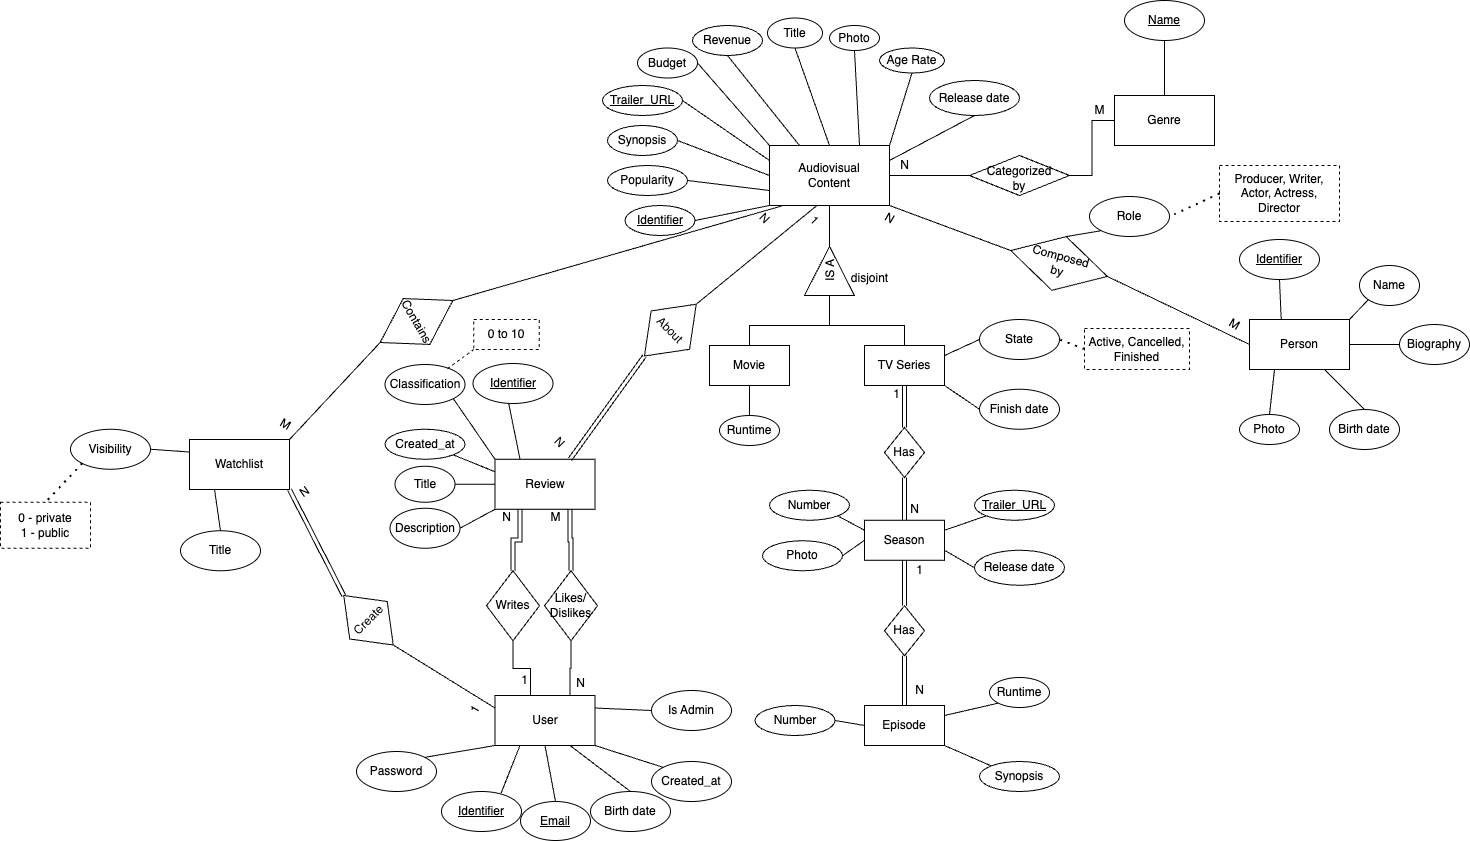 Name
Title
Photo
Revenue
Age Rate
Budget
Release date
Trailer_URL
M
Genre
Synopsis
Audiovisual
Content
N
Categorized
by
Popularity
Producer, Writer,
Actor, Actress,
Director
Identifier
N
1
N
Role
Composed
by
Identifier
IS A
disjoint
Name
Contains
About
0 to 10
M
State
Active, Cancelled,
Finished
Person
Biography
Movie
TV Series
Classification
Identifier
1
Finish date
Photo
Birth date
Runtime
M
N
Created_at
Visibility
Has
Watchlist
Title
Review
N
0 - private
1 - public
Description
N
M
Number
N
Trailer_URL
Season
Title
Photo
1
Release date
Create
Writes
Likes/
Dislikes
Has
1
N
N
Runtime
1
User
Is Admin
Number
Episode
Password
Created_at
Synopsis
Identifier
Email
Birth date